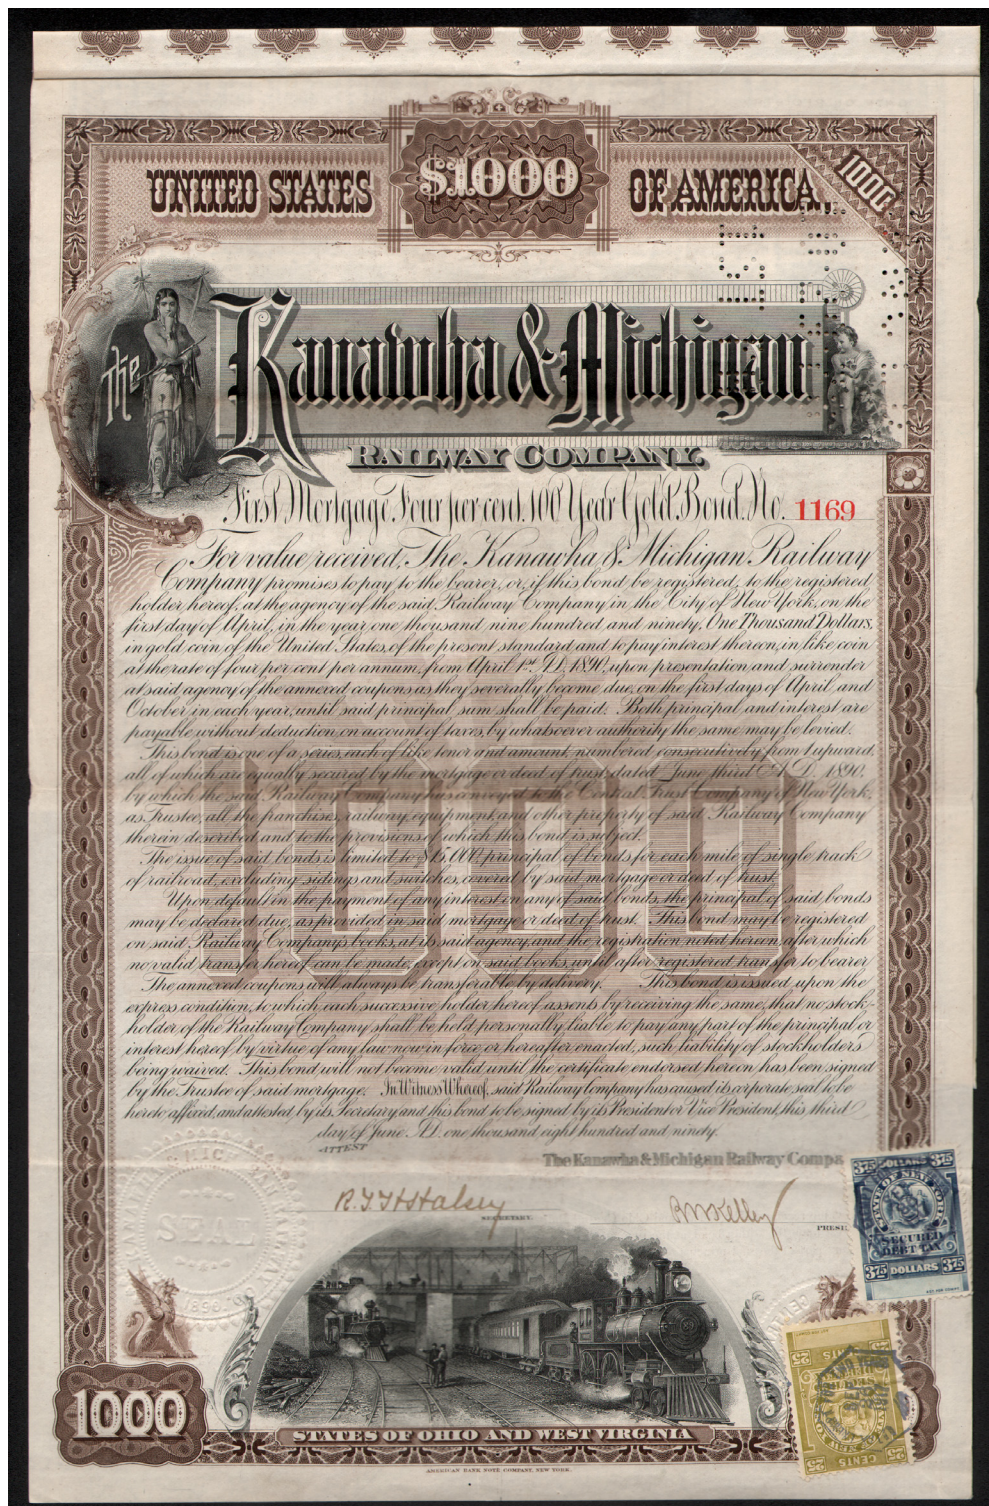 $1000
UNITED STATES OF AMERICA.
1000
The Kanawha & Michigan
RAILWAY COMPANY.
First Mortgage Four per cent. 100 Year Gold Bond. No. 1169
For value received, The Kanawha & Michigan Railway
Company promises to pay to the bearer, or, if this bond be registered, to the registered
holder hereof, at the agency of the said Railway Company in the City of New York, on the
first day of April, in the year one thousand nine hundred and ninety, One Thousand Dollars,
in gold coin of the United States, of the present standard and to pay interest thereon, in like coin
at the rate of four per cent per annum, from April 1st A.D. 1890, upon presentation and surrender
at said agency of the annexed coupons as they severally become due, on the first days of April and
October in each year, until said principal sum shall be paid. Both principal and interest are
payable without deduction on account of taxes, by whatsoever authority the same may be levied.
This bond is one of a series, each of like tenor and amount, numbered consecutively from 1 upward,
all of which are equally secured by the mortgage or deed of trust dated June third A.D. 1890,
by which the said Railway Company has conveyed to the Central Trust Company of New York,
as Trustee, all the franchises, railway, equipment and other property of said Railway Company
therein described and to the provisions of which this bond is subject.
The issue of said bonds is limited to $15,000 principal of bonds for each mile of single track
of railroad, excluding sidings and switches, covered by said mortgage or deed of trust.
Upon default in the payment of any interest on any of said bonds, the principal of said bonds
may be declared due, as provided in said mortgage or deed of trust. This bond may be registered
on said Railway Company's books, at its said agency, and the registration noted hereon, after which
no valid transfer hereof can be made, except on said books, until after registered transfer to bearer
The annexed coupons will always be transferable by delivery. This bond is issued upon the
express condition, to which each successive holder hereof assents by receiving the same, that no stock-
holder of the Railway Company shall be held personally liable to pay any part of the principal or
interest hereof by virtue of any law now in force or hereafter enacted, such liability of stockholders
being waived. This bond will not become valid until the certificate endorsed hereon has been signed
by the Trustee of said mortgage. In Witness Whereof, said Railway Company has caused its corporate seal to be
hereto affixed, and attested by its Secretary and this bond to be signed by its President or Vice President, this third
day of June A.D. one thousand eight hundred and ninety.
1000
ATTEST
The Kanawha & Michigan Railway Compa
R.T.H. Halsey
SECRETARY.
PRESI
SEAL
1890
375 DOLLARS 375
STATE OF NEW YORK
SECURED
DEBT TAX
375 DOLLARS 375
25 CENTS 25
25 CENTS 25
1000
STATES OF OHIO AND WEST VIRGINIA
AMERICAN BANK NOTE COMPANY, NEW YORK.